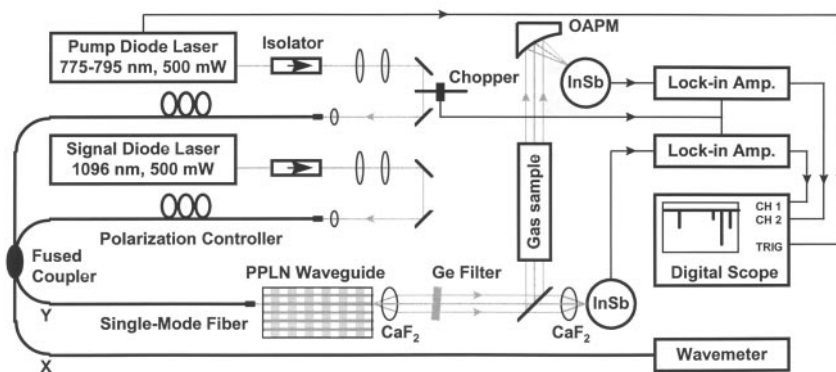 OAPM
Pump Diode Laser
775-795 nm, 500 mW
Isolator
Chopper
InSb
Lock-in Amp.
Signal Diode Laser
1096 nm, 500 mW
Lock-in Amp.
Gas sample
CH 1
CH 2
TRIG
Digital Scope
Polarization Controller
Fused
Coupler
PPLN Waveguide
Ge Filter
InSb
Y
Single-Mode Fiber
CaF₂
CaF₂
X
Wavemeter